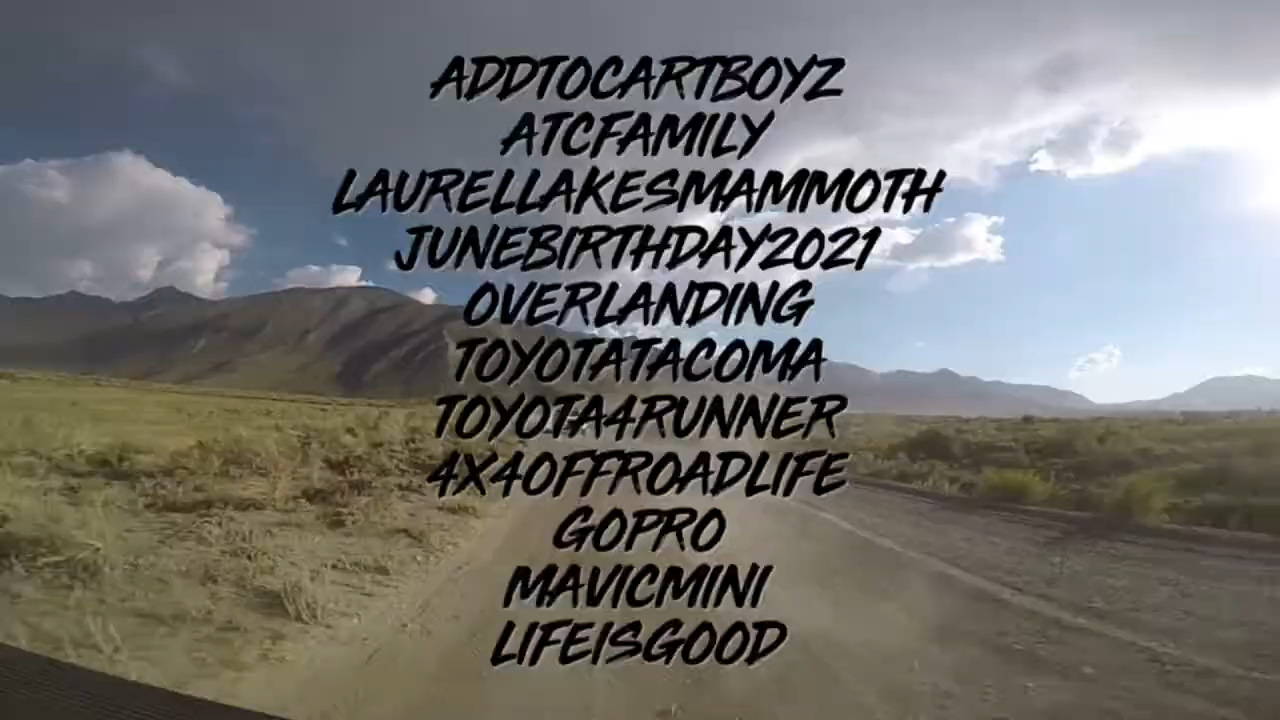 ADDTOCARTBOYZ
ATCFAMILY
LAURELLAKESMAMMOTH
JUNEBIRTHDAY2021
OVERLANDING
TOYOTATACOMA
TOYOTA4RUNNER
4X4OFFROADLIFE
GOPRO
MAVICMINI
LIFEISGOOD